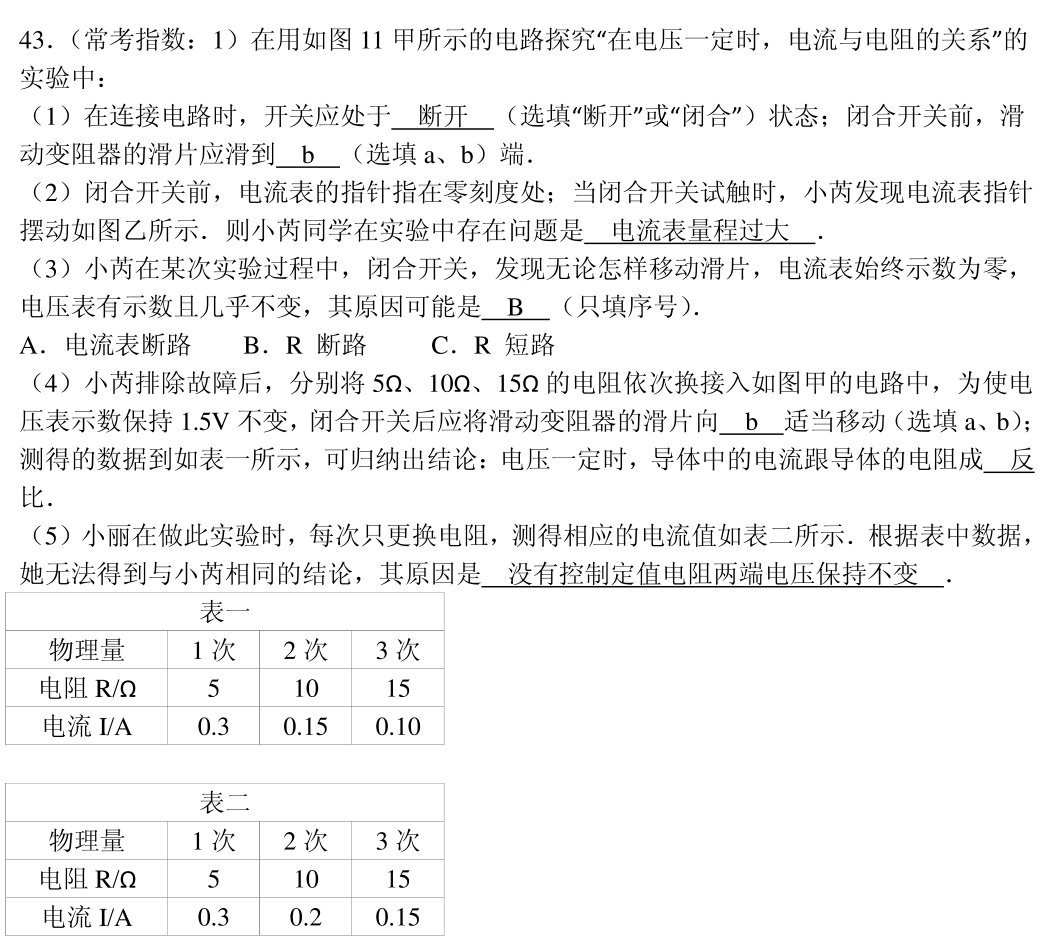 43.（常考指数：1）在用如图 11 甲所示的电路探究“在电压一定时，电流与电阻的关系”的
实验中：
（1）在连接电路时，开关应处于 断开 （选填“断开”或“闭合”）状态；闭合开关前，滑
动变阻器的滑片应滑到 b （选填 a、b）端．
（2）闭合开关前，电流表的指针指在零刻度处；当闭合开关试触时，小芮发现电流表指针
摆动如图乙所示．则小芮同学在实验中存在问题是 电流表量程过大 ．
（3）小芮在某次实验过程中，闭合开关，发现无论怎样移动滑片，电流表始终示数为零，
电压表有示数且几乎不变，其原因可能是 B （只填序号）．
A．电流表断路 B．R 断路 C．R 短路
（4）小芮排除故障后，分别将 5Ω、10Ω、15Ω 的电阻依次换接入如图甲的电路中，为使电
压表示数保持 1.5V 不变，闭合开关后应将滑动变阻器的滑片向 b 适当移动（选填 a、b）；
测得的数据到如表一所示，可归纳出结论：电压一定时，导体中的电流跟导体的电阻成 反
比．
（5）小丽在做此实验时，每次只更换电阻，测得相应的电流值如表二所示．根据表中数据，
她无法得到与小芮相同的结论，其原因是 没有控制定值电阻两端电压保持不变 ．
表一
物理量 1 次 2 次 3 次
电阻 R/Ω 5 10 15
电流 I/A 0.3 0.15 0.10
表二
物理量 1 次 2 次 3 次
电阻 R/Ω 5 10 15
电流 I/A 0.3 0.2 0.15